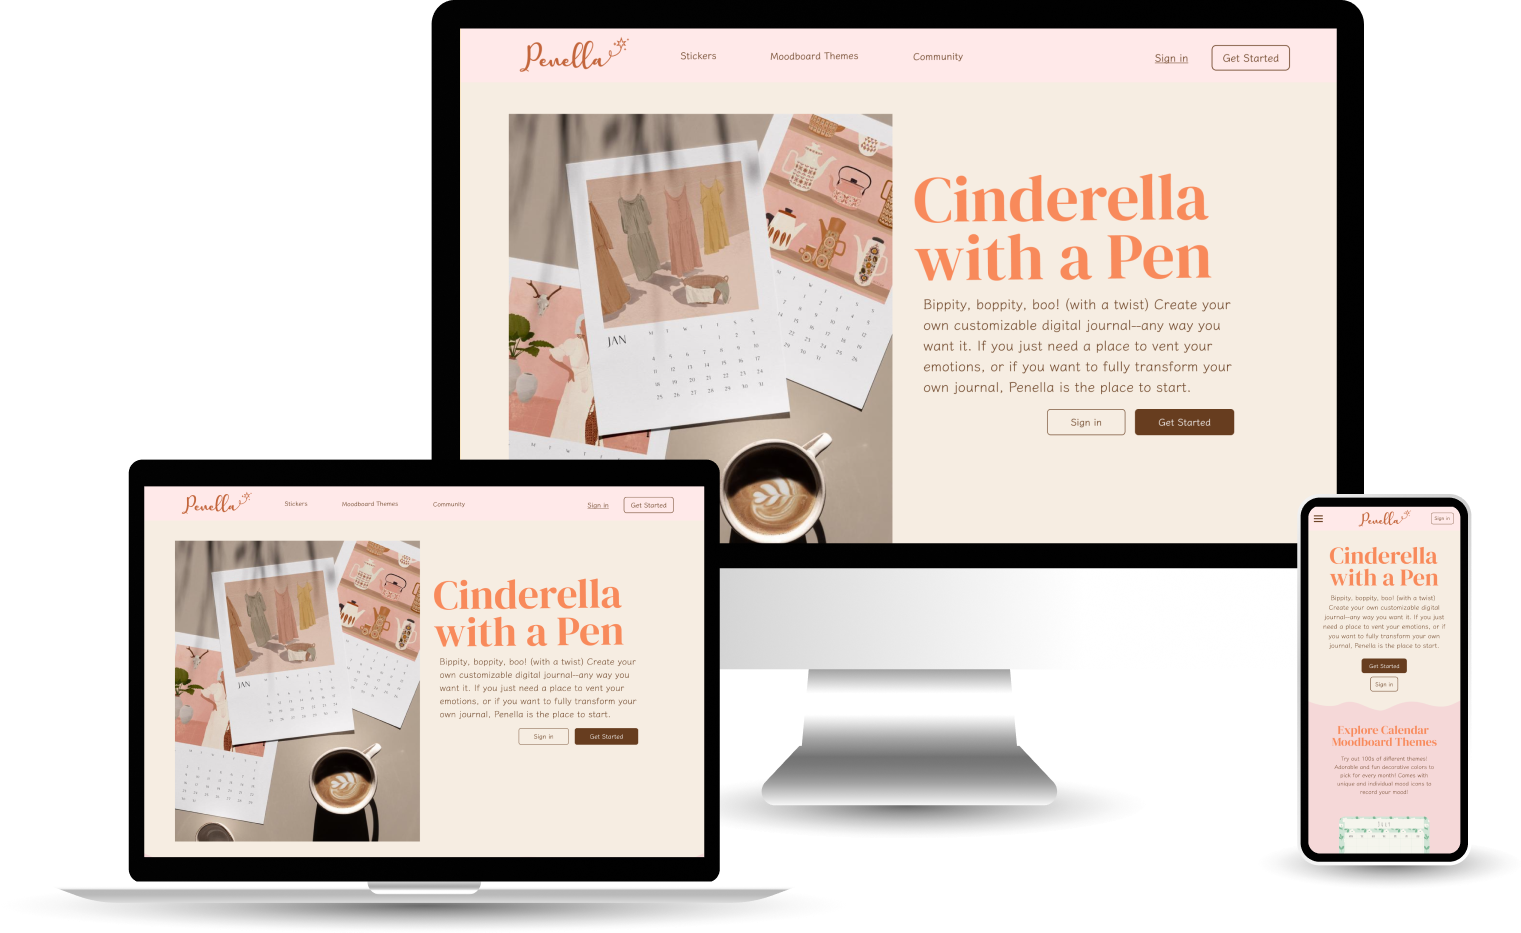 Penella
Stickers
Moodboard Themes
Community
Sign in
Get Started
JAN
Cinderella
with a Pen
Bippity, boppity, boo! (with a twist) Create your
own customizable digital journal--any way you
want it. If you just need a place to vent your
emotions, or if you want to fully transform your
own journal, Penella is the place to start.
Sign in
Get Started
Penella
Stickers
Moodboard Themes
Community
Sign in
Get Started
JAN
Cinderella
with a Pen
Bippity, boppity, boo! (with a twist) Create your
own customizable digital journal--any way you
want it. If you just need a place to vent your
emotions, or if you want to fully transform your
own journal, Penella is the place to start.
Sign in
Get Started
Penella
Sign in
Cinderella
with a Pen
Bippity, boppity, boo! (with a twist)
Create your own customizable digital
journal--any way you want it. If you just
need a place to vent your emotions, or if
you want to fully transform your own
journal, Penella is the place to start.
Get Started
Sign in
Explore Calendar
Moodboard Themes
Try out 100s of different themes!
Adorable and fun decorative colors to
pick for every month! Comes with
unique and individual mood icons to
record your mood!
July